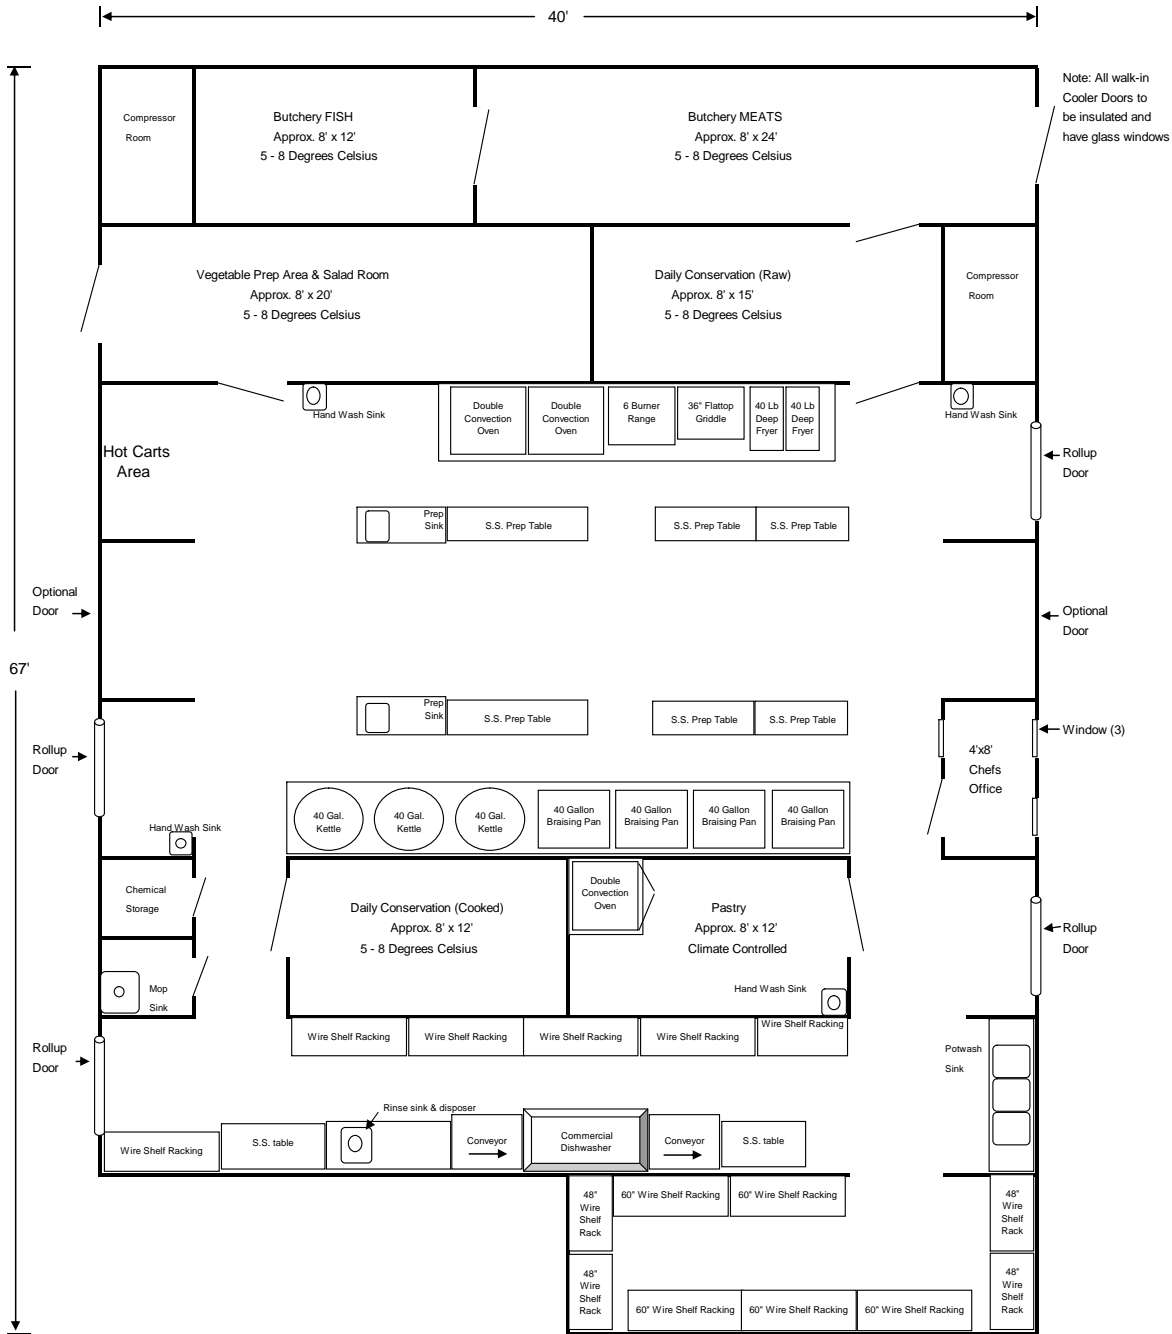 40'
Note: All walk-in
Cooler Doors to
be insulated and
have glass windows
Compressor
Room
Butchery FISH
Approx. 8' x 12'
5 - 8 Degrees Celsius
Butchery MEATS
Approx. 8' x 24'
5 - 8 Degrees Celsius
Vegetable Prep Area & Salad Room
Approx. 8' x 20'
5 - 8 Degrees Celsius
Daily Conservation (Raw)
Approx. 8' x 15'
5 - 8 Degrees Celsius
Compressor
Room
Hand Wash Sink
Double
Convection
Oven
Double
Convection
Oven
6 Burner
Range
36" Flattop
Griddle
40 Lb
Deep
Fryer
40 Lb
Deep
Fryer
Hand Wash Sink
Hot Carts
Area
Rollup
Door
Prep
Sink
S.S. Prep Table
S.S. Prep Table
S.S. Prep Table
Optional
Door
Optional
Door
67'
Prep
Sink
S.S. Prep Table
S.S. Prep Table
S.S. Prep Table
Window (3)
Rollup
Door
4'x8'
Chefs
Office
40 Gal.
Kettle
40 Gal.
Kettle
40 Gal.
Kettle
40 Gallon
Braising Pan
40 Gallon
Braising Pan
40 Gallon
Braising Pan
40 Gallon
Braising Pan
Hand Wash Sink
Chemical
Storage
Daily Conservation (Cooked)
Approx. 8' x 12'
5 - 8 Degrees Celsius
Double
Convection
Oven
Pastry
Approx. 8' x 12'
Climate Controlled
Rollup
Door
Mop
Sink
Hand Wash Sink
Wire Shelf Racking
Wire Shelf Racking
Wire Shelf Racking
Wire Shelf Racking
Wire Shelf Racking
Rollup
Door
Potwash
Sink
Rinse sink & disposer
Wire Shelf Racking
S.S. table
Conveyor
Commercial
Dishwasher
Conveyor
S.S. table
48"
Wire
Shelf
Rack
60" Wire Shelf Racking
60" Wire Shelf Racking
48"
Wire
Shelf
Rack
48"
Wire
Shelf
Rack
60" Wire Shelf Racking
60" Wire Shelf Racking
60" Wire Shelf Racking
48"
Wire
Shelf
Rack